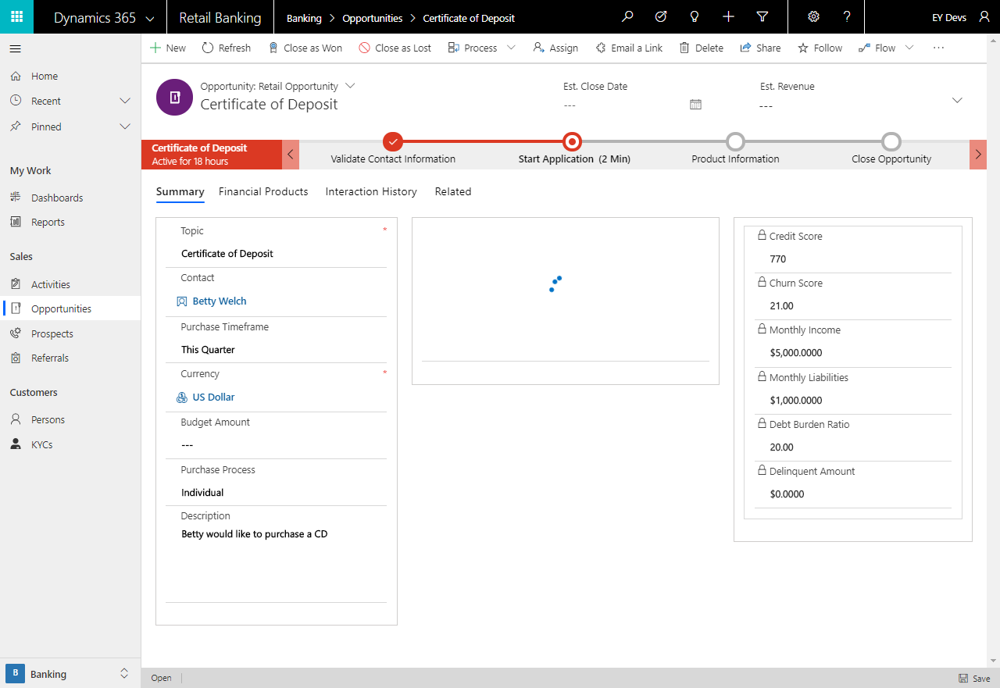 Dynamics 365
Retail Banking
Banking > Opportunities > Certificate of Deposit
?
EY Devs
New
Refresh
Close as Won
Close as Lost
Process
Assign
Email a Link
Delete
Share
Follow
Flow
...
Home
Recent
Pinned
My Work
Dashboards
Reports
Sales
Activities
Opportunities
Prospects
Referrals
Customers
Persons
KYCs
B
Banking
Opportunity: Retail Opportunity
Certificate of Deposit
Est. Close Date
---
Est. Revenue
---
Certificate of Deposit
Active for 18 hours
Validate Contact Information
Start Application (2 Min)
Product Information
Close Opportunity
Summary
Financial Products
Interaction History
Related
Topic *
Certificate of Deposit
Contact
Betty Welch
Purchase Timeframe
This Quarter
Currency *
US Dollar
Budget Amount
---
Purchase Process
Individual
Description
Betty would like to purchase a CD
Credit Score
770
Churn Score
21.00
Monthly Income
$5,000.0000
Monthly Liabilities
$1,000.0000
Debt Burden Ratio
20.00
Delinquent Amount
$0.0000
Open
Save